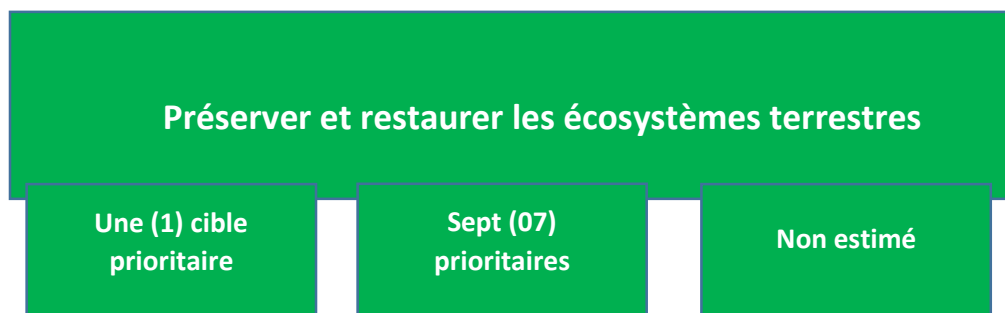 Préserver et restaurer les écosystèmes terrestres
Une (1) cible
prioritaire
Sept (07)
prioritaires
Non estimé